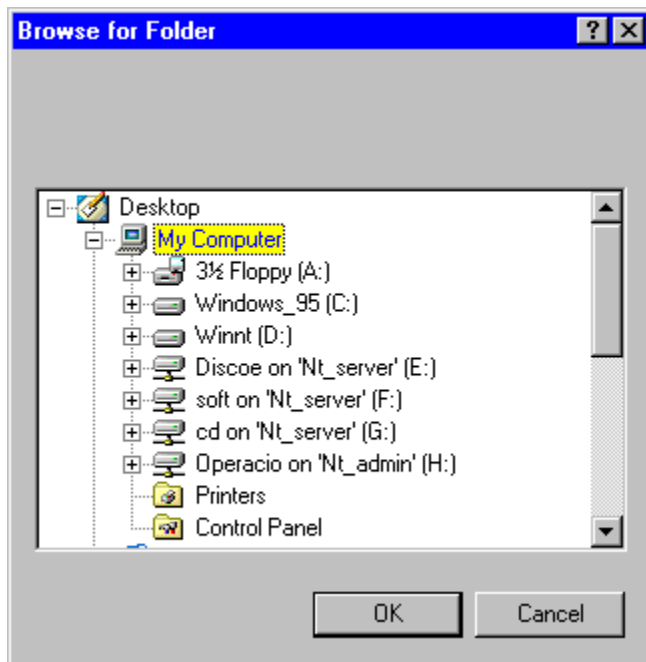 Browse for Folder
Desktop
My Computer
3½ Floppy (A:)
Windows_95 (C:)
Winnt (D:)
Discoe on 'Nt_server' (E:)
soft on 'Nt_server' (F:)
cd on 'Nt_server' (G:)
Operacio on 'Nt_admin' (H:)
Printers
Control Panel
OK Cancel